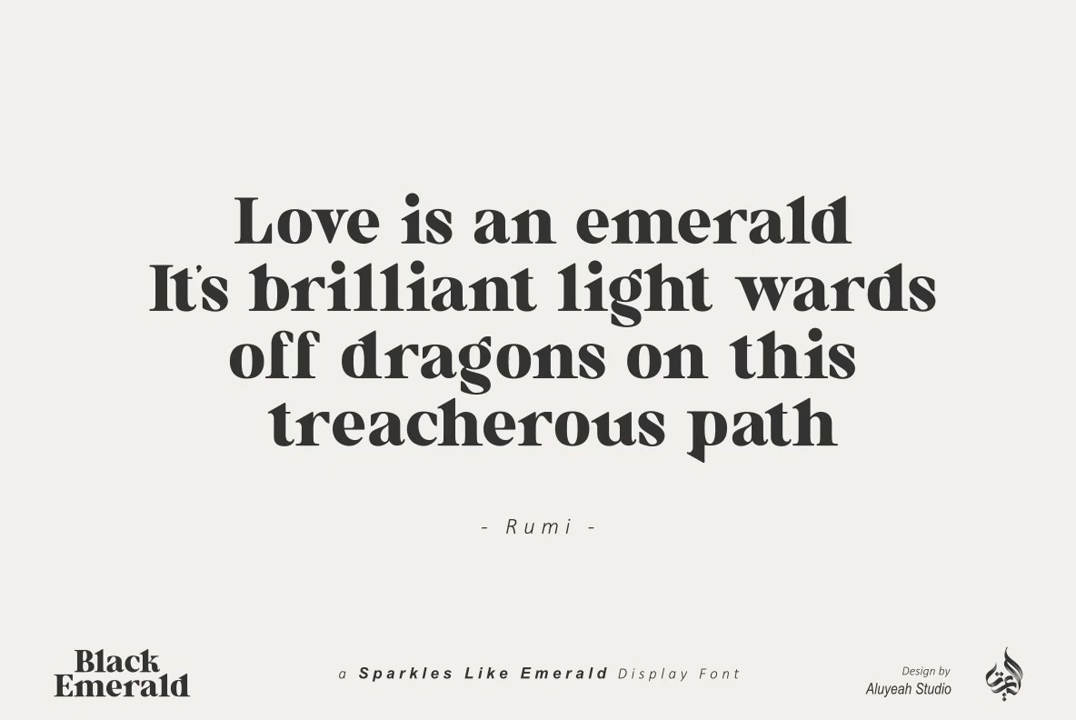 Love is an emerald
It's brilliant light wards
off dragons on this
treacherous path
- Rumi -
Black
Emerald
a Sparkles Like Emerald Display Font
Design by
Aluyeah Studio